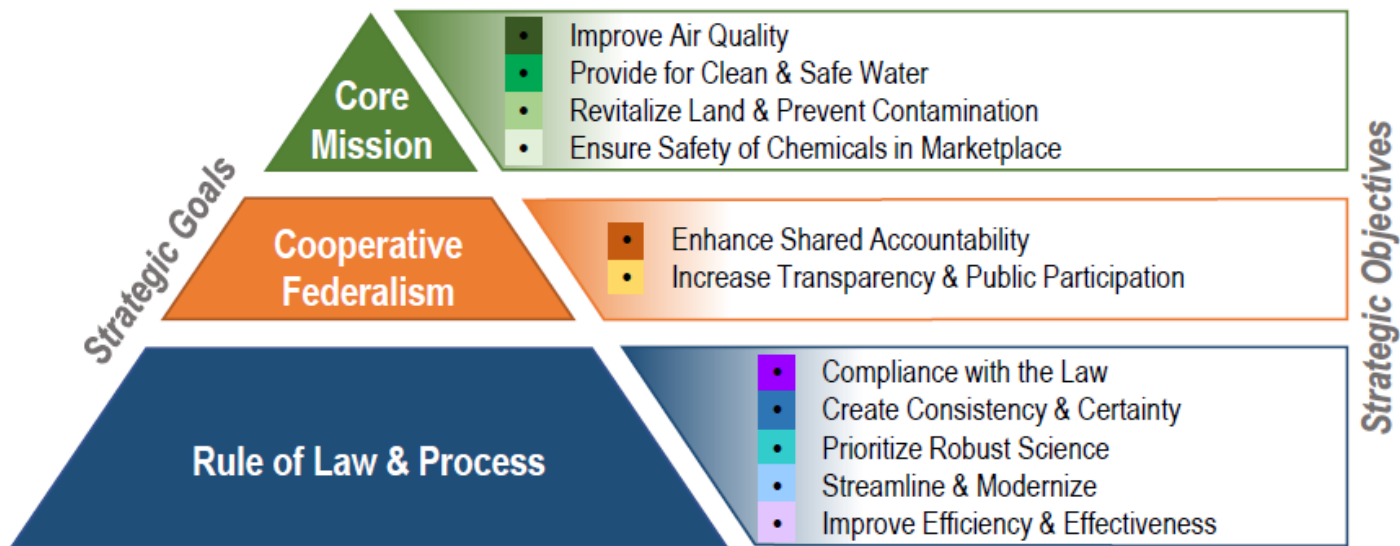 Strategic Goals
Core
Mission
• Improve Air Quality
• Provide for Clean & Safe Water
• Revitalize Land & Prevent Contamination
• Ensure Safety of Chemicals in Marketplace
Cooperative
Federalism
• Enhance Shared Accountability
• Increase Transparency & Public Participation
Rule of Law & Process
• Compliance with the Law
• Create Consistency & Certainty
• Prioritize Robust Science
• Streamline & Modernize
• Improve Efficiency & Effectiveness
Strategic Objectives